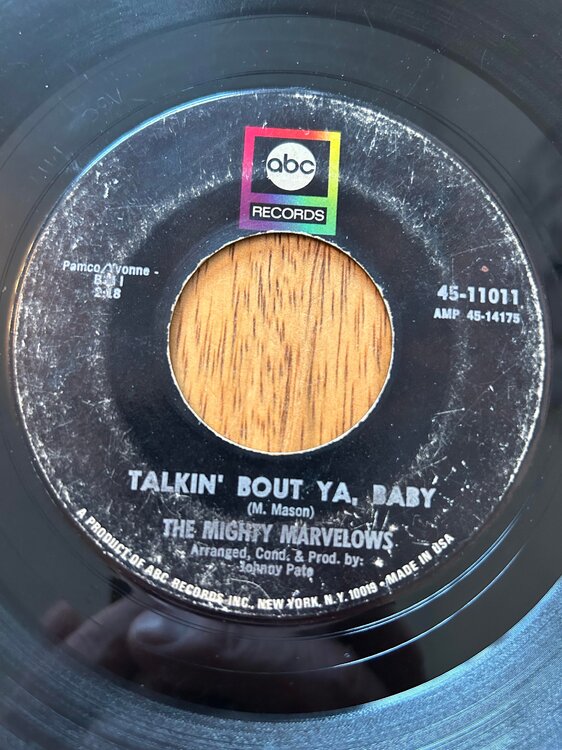 abc
RECORDS
Pamco/Yvonne -
BMI
2:18
45-11011
AMP 45-14175
TALKIN' BOUT YA, BABY
(M. Mason)
THE MIGHTY MARVELOWS
Arranged, Cond. & Prod. by:
Johnny Pate
A PRODUCT OF ABC RECORDS, INC., NEW YORK, N.Y. 10019 - MADE IN USA